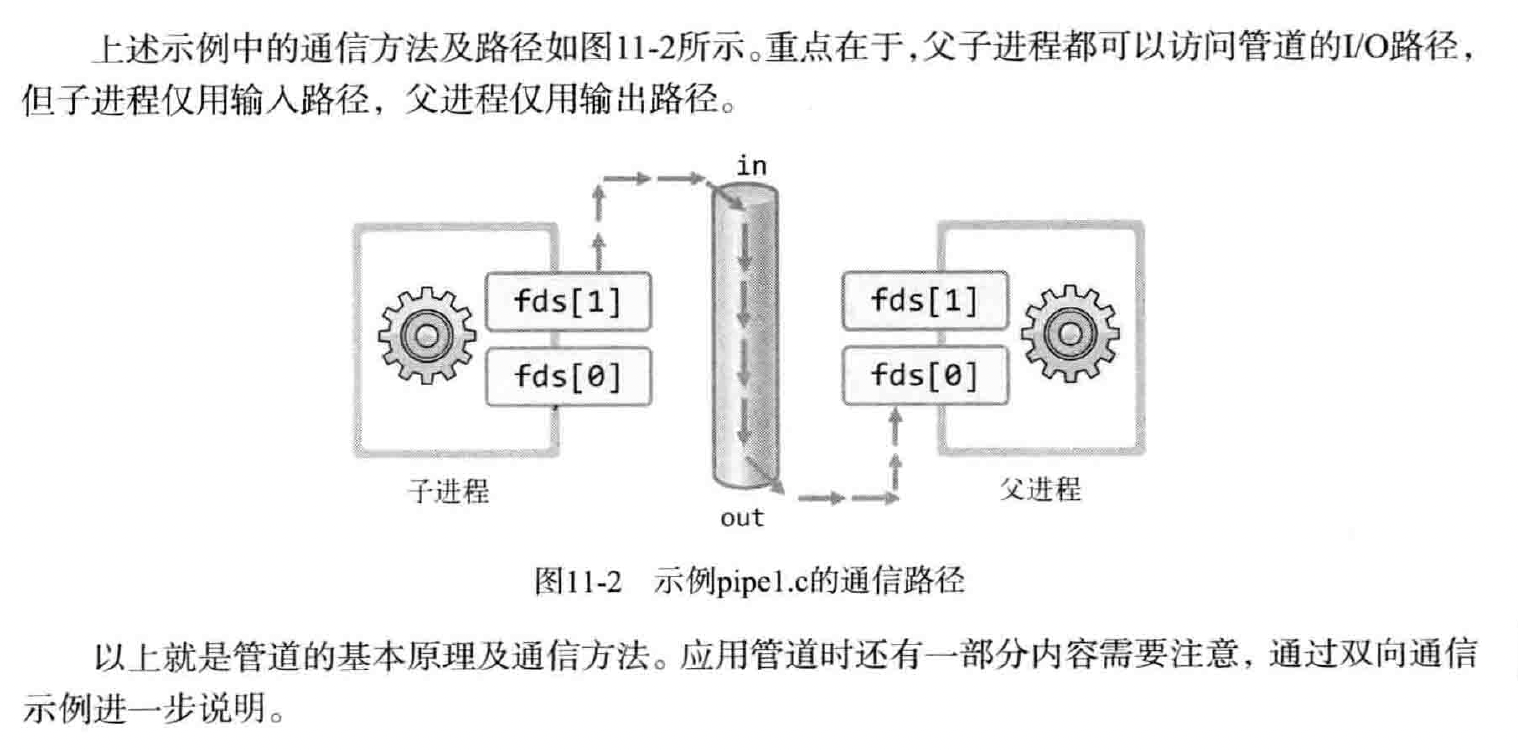 上述示例中的通信方法及路径如图11-2所示。重点在于,父子进程都可以访问管道的I/O路径,
但子进程仅用输入路径,父进程仅用输出路径。
in
fds[1]
fds[1]
fds[0]
fds[0]
子进程
父进程
out
图11-2 示例pipe1.c的通信路径
以上就是管道的基本原理及通信方法。应用管道时还有一部分内容需要注意,通过双向通信
示例进一步说明。